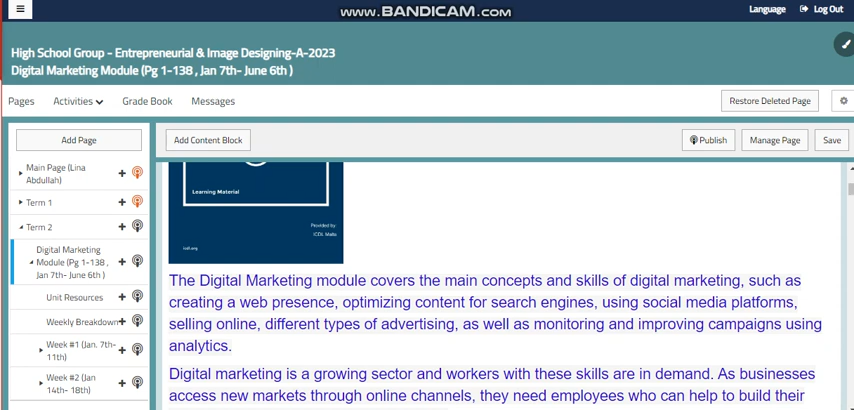 www.BANDICAM.com
Language Log Out
High School Group - Entrepreneurial & Image Designing-A-2023
Digital Marketing Module (Pg 1-138 , Jan 7th- June 6th )
Pages Activities Grade Book Messages
Restore Deleted Page
Add Page
Add Content Block
Publish
Manage Page
Save
Main Page (Lina
Abdullah)
Term 1
Term 2
Digital Marketing
Module (Pg 1-138 ,
Jan 7th- June 6th )
Unit Resources
Weekly Breakdown
Week #1 (Jan. 7th-
11th)
Week #2 (Jan
14th- 18th)
Learning Material
Provided by
ICDL Malta
icdl.org
The Digital Marketing module covers the main concepts and skills of digital marketing, such as
creating a web presence, optimizing content for search engines, using social media platforms,
selling online, different types of advertising, as well as monitoring and improving campaigns using
analytics.
Digital marketing is a growing sector and workers with these skills are in demand. As businesses
access new markets through online channels, they need employees who can help to build their